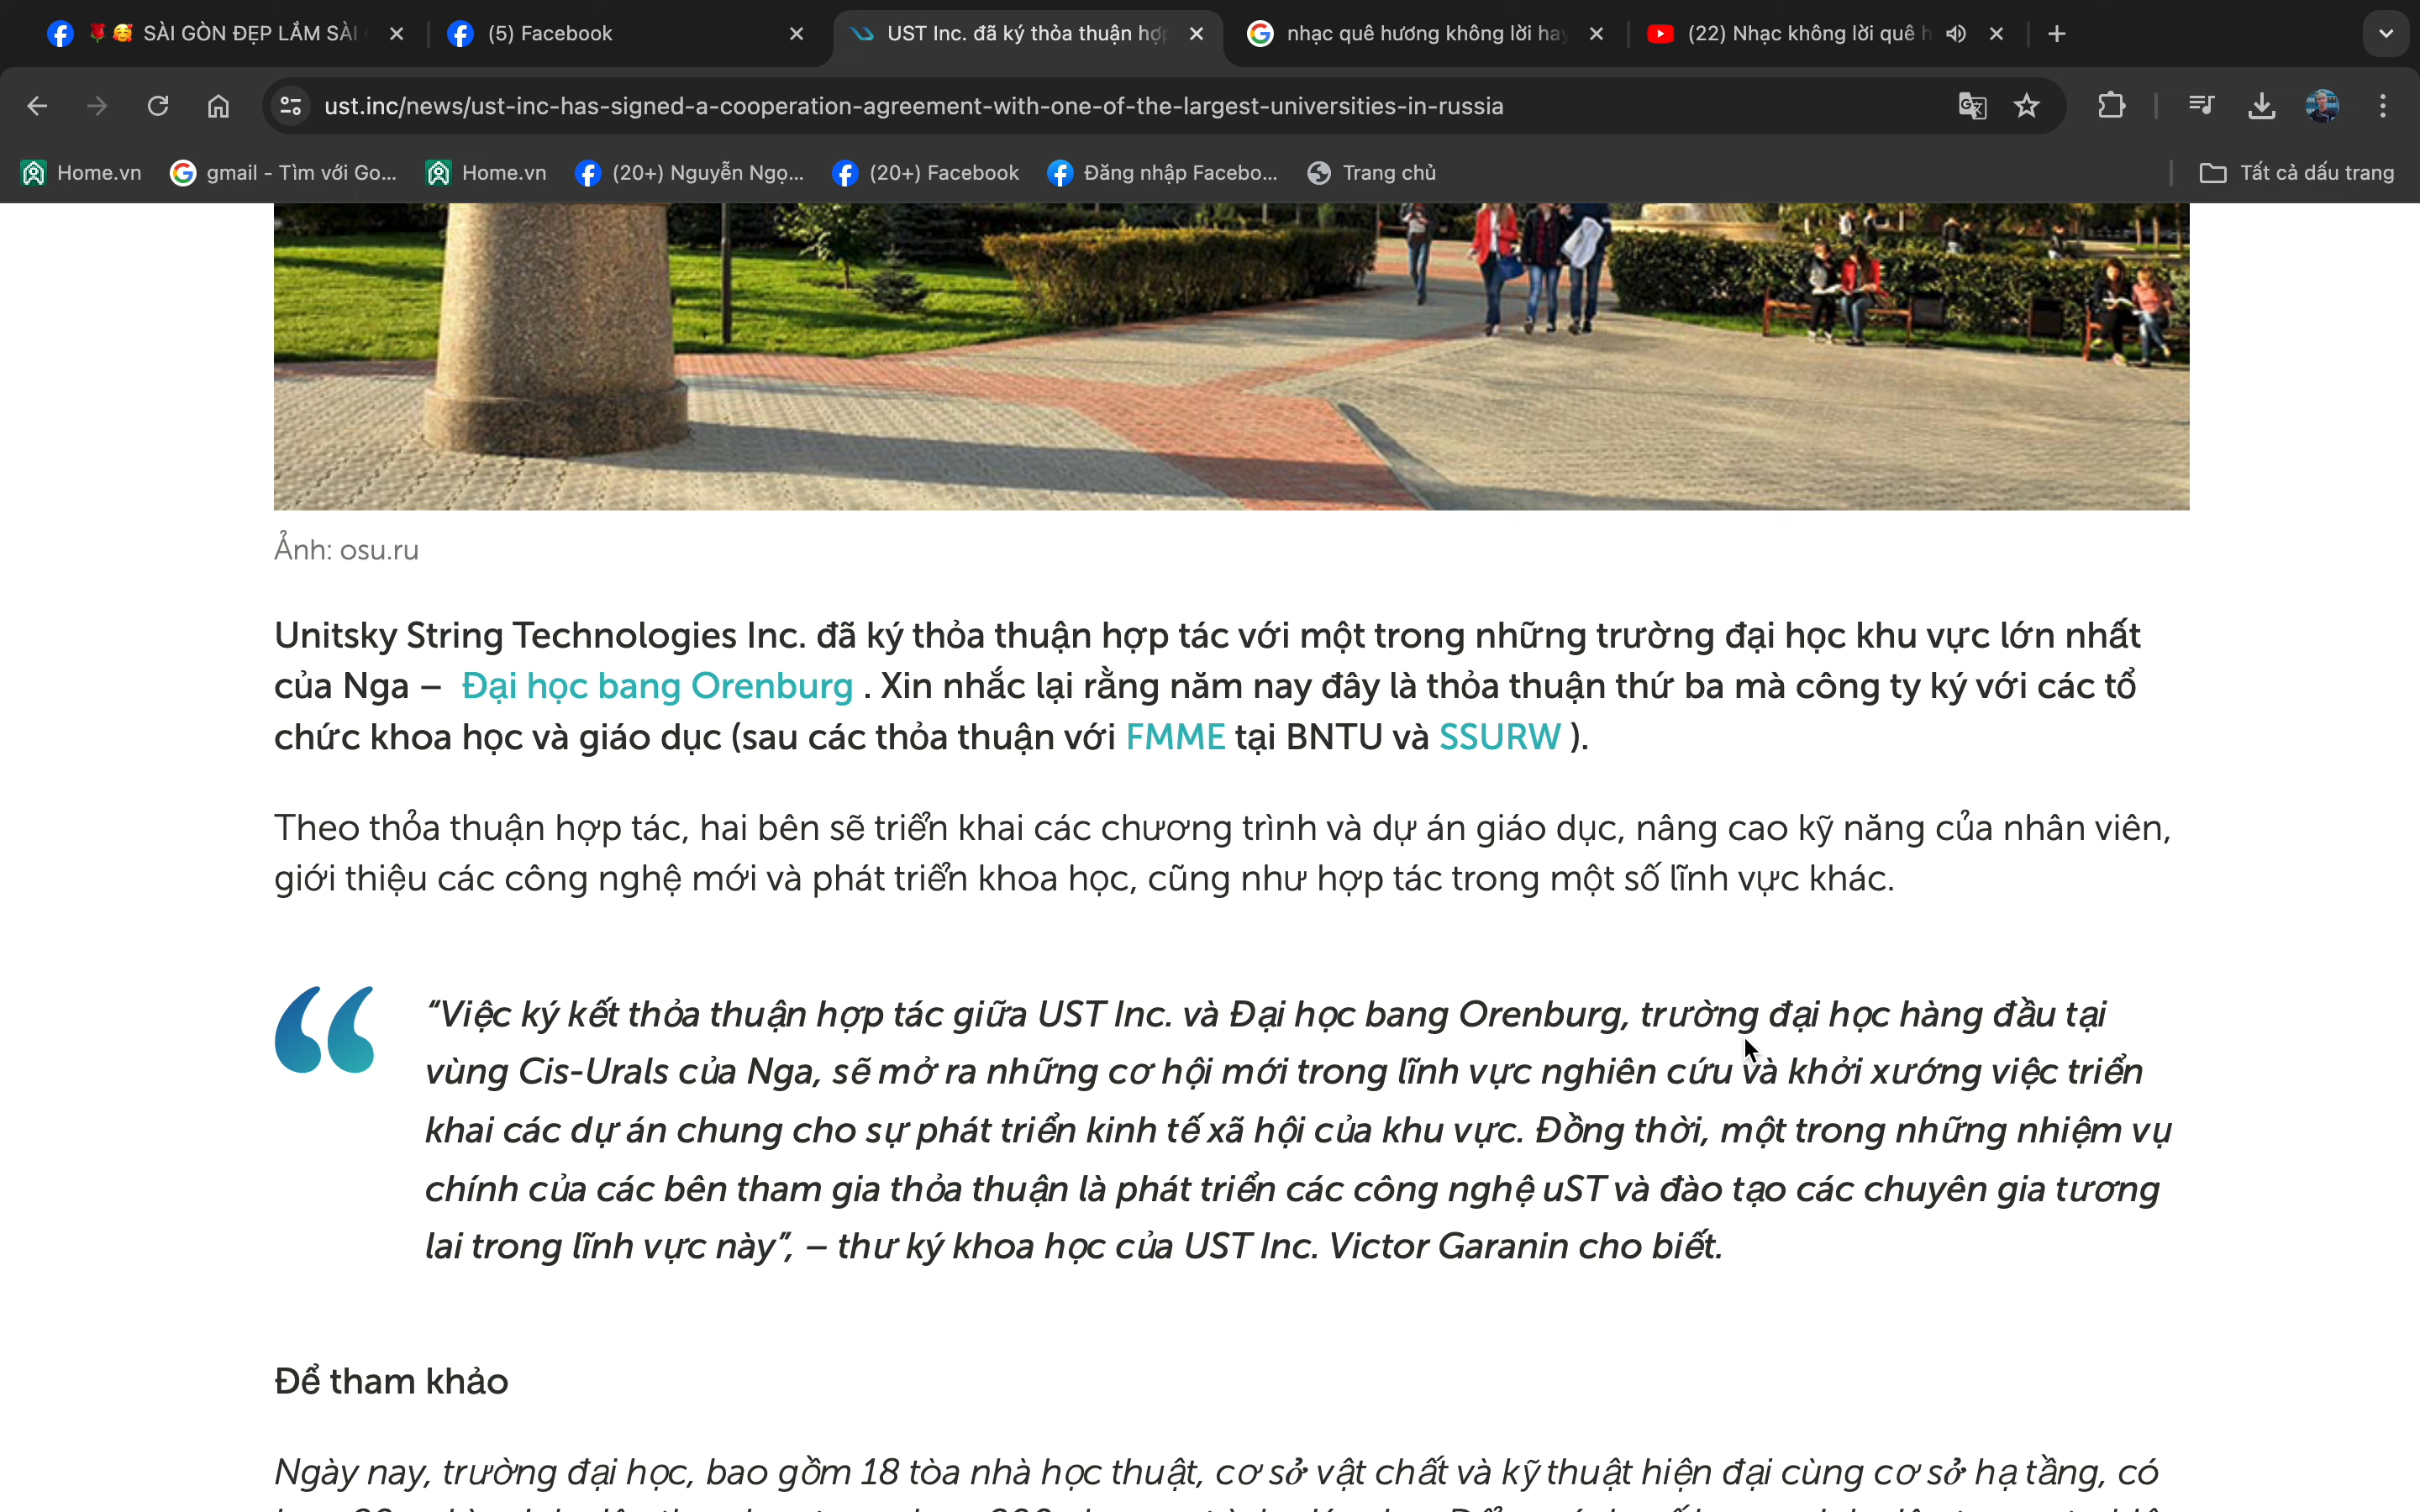 SÀI GÒN ĐẸP LẮM SÀI
(5) Facebook
UST Inc. đã ký thỏa thuận hợp
nhạc quê hương không lời hay
(22) Nhạc không lời quê h
ust.inc/news/ust-inc-has-signed-a-cooperation-agreement-with-one-of-the-largest-universities-in-russia
Home.vn
gmail - Tìm với Go...
Home.vn
(20+) Nguyễn Ngọ...
(20+) Facebook
Đăng nhập Facebo...
Trang chủ
Tất cả dấu trang
Ảnh: osu.ru
Unitsky String Technologies Inc. đã ký thỏa thuận hợp tác với một trong những trường đại học khu vực lớn nhất
của Nga – Đại học bang Orenburg . Xin nhắc lại rằng năm nay đây là thỏa thuận thứ ba mà công ty ký với các tổ
chức khoa học và giáo dục (sau các thỏa thuận với FMME tại BNTU và SSURW ).
Theo thỏa thuận hợp tác, hai bên sẽ triển khai các chương trình và dự án giáo dục, nâng cao kỹ năng của nhân viên,
giới thiệu các công nghệ mới và phát triển khoa học, cũng như hợp tác trong một số lĩnh vực khác.
“Việc ký kết thỏa thuận hợp tác giữa UST Inc. và Đại học bang Orenburg, trường đại học hàng đầu tại
vùng Cis-Urals của Nga, sẽ mở ra những cơ hội mới trong lĩnh vực nghiên cứu và khởi xướng việc triển
khai các dự án chung cho sự phát triển kinh tế xã hội của khu vực. Đồng thời, một trong những nhiệm vụ
chính của các bên tham gia thỏa thuận là phát triển các công nghệ uST và đào tạo các chuyên gia tương
lai trong lĩnh vực này”, – thư ký khoa học của UST Inc. Victor Garanin cho biết.
Để tham khảo
Ngày nay, trường đại học, bao gồm 18 tòa nhà học thuật, cơ sở vật chất và kỹ thuật hiện đại cùng cơ sở hạ tầng, có